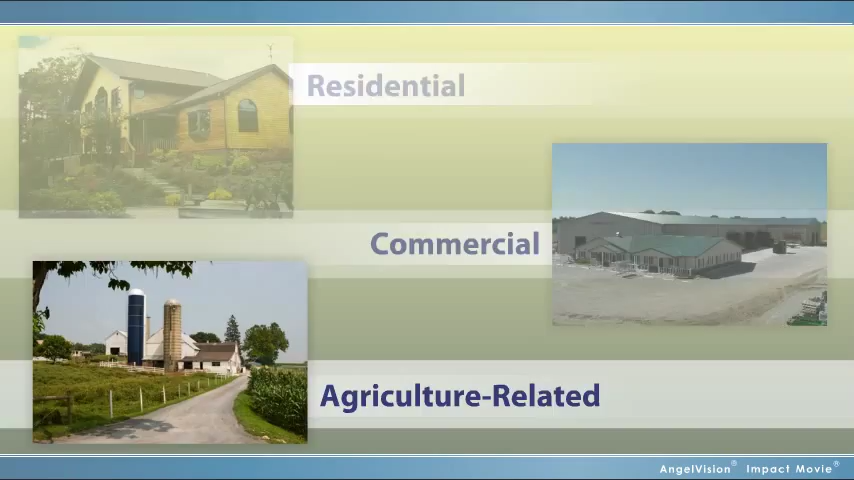 Residential
Commercial
Agriculture-Related
AngelVision® Impact Movie®